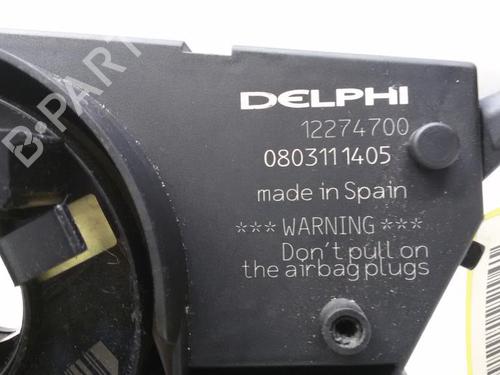 B-PARTS
DELPHI
12274700
0803111405
made in Spain
*** WARNING ***
Don't pull on
the airbag plugs